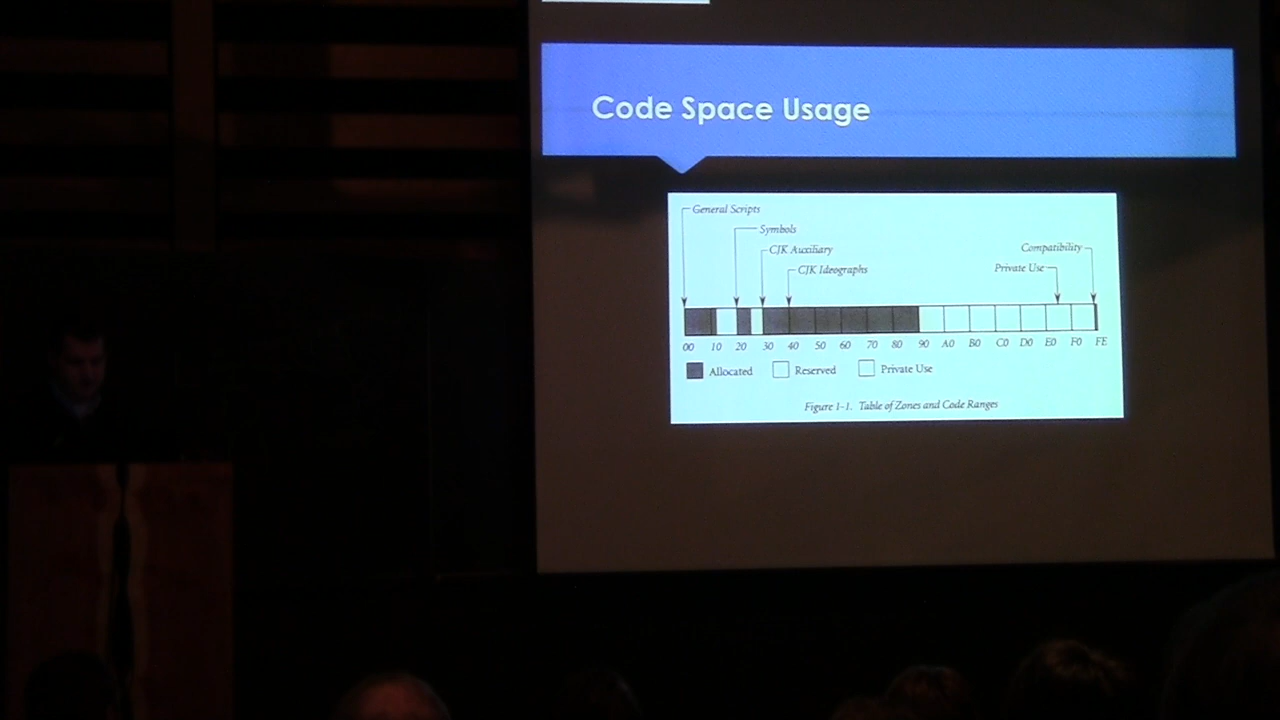 Code Space Usage
General Scripts
Symbols
CJK Auxiliary
Compatibility
CJK Ideographs
Private Use
00 10 20 30 40 50 60 70 80 90 A0 B0 C0 D0 E0 F0 FE
Allocated Reserved Private Use
Figure 1-1. Table of Zones and Code Ranges